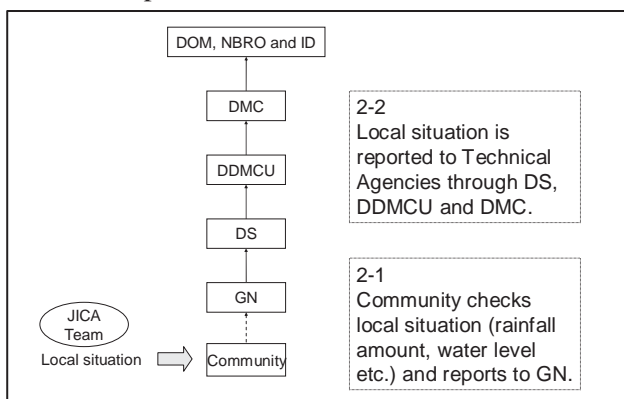 DOM, NBRO and ID
DMC
DDMCU
DS
GN
Community
JICA
Team
Local situation
2-2
Local situation is
reported to Technical
Agencies through DS,
DDMCU and DMC.
2-1
Community checks
local situation (rainfall
amount, water level
etc.) and reports to GN.